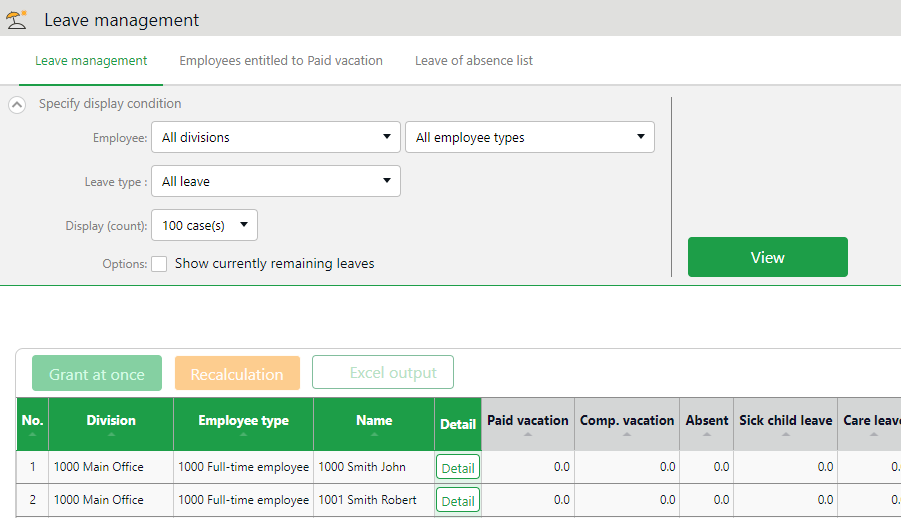 Leave management
Leave management Employees entitled to Paid vacation Leave of absence list
Specify display condition
Employee: All divisions All employee types
Leave type : All leave
Display (count): 100 case(s)
Options: Show currently remaining leaves
View
Grant at once Recalculation Excel output
No. Division Employee type Name Detail Paid vacation Comp. vacation Absent Sick child leave Care leave
1 1000 Main Office 1000 Full-time employee 1000 Smith John Detail 0.0 0.0 0.0 0.0 0.
2 1000 Main Office 1000 Full-time employee 1001 Smith Robert Detail 0.0 0.0 0.0 0.0 0.